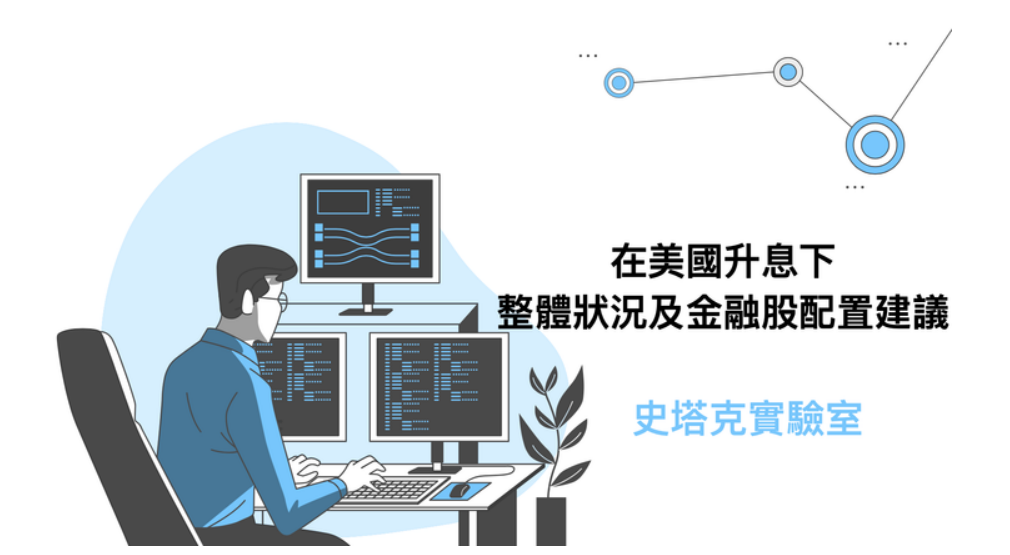 在美國升息下
整體狀況及金融股配置建議
史塔克實驗室